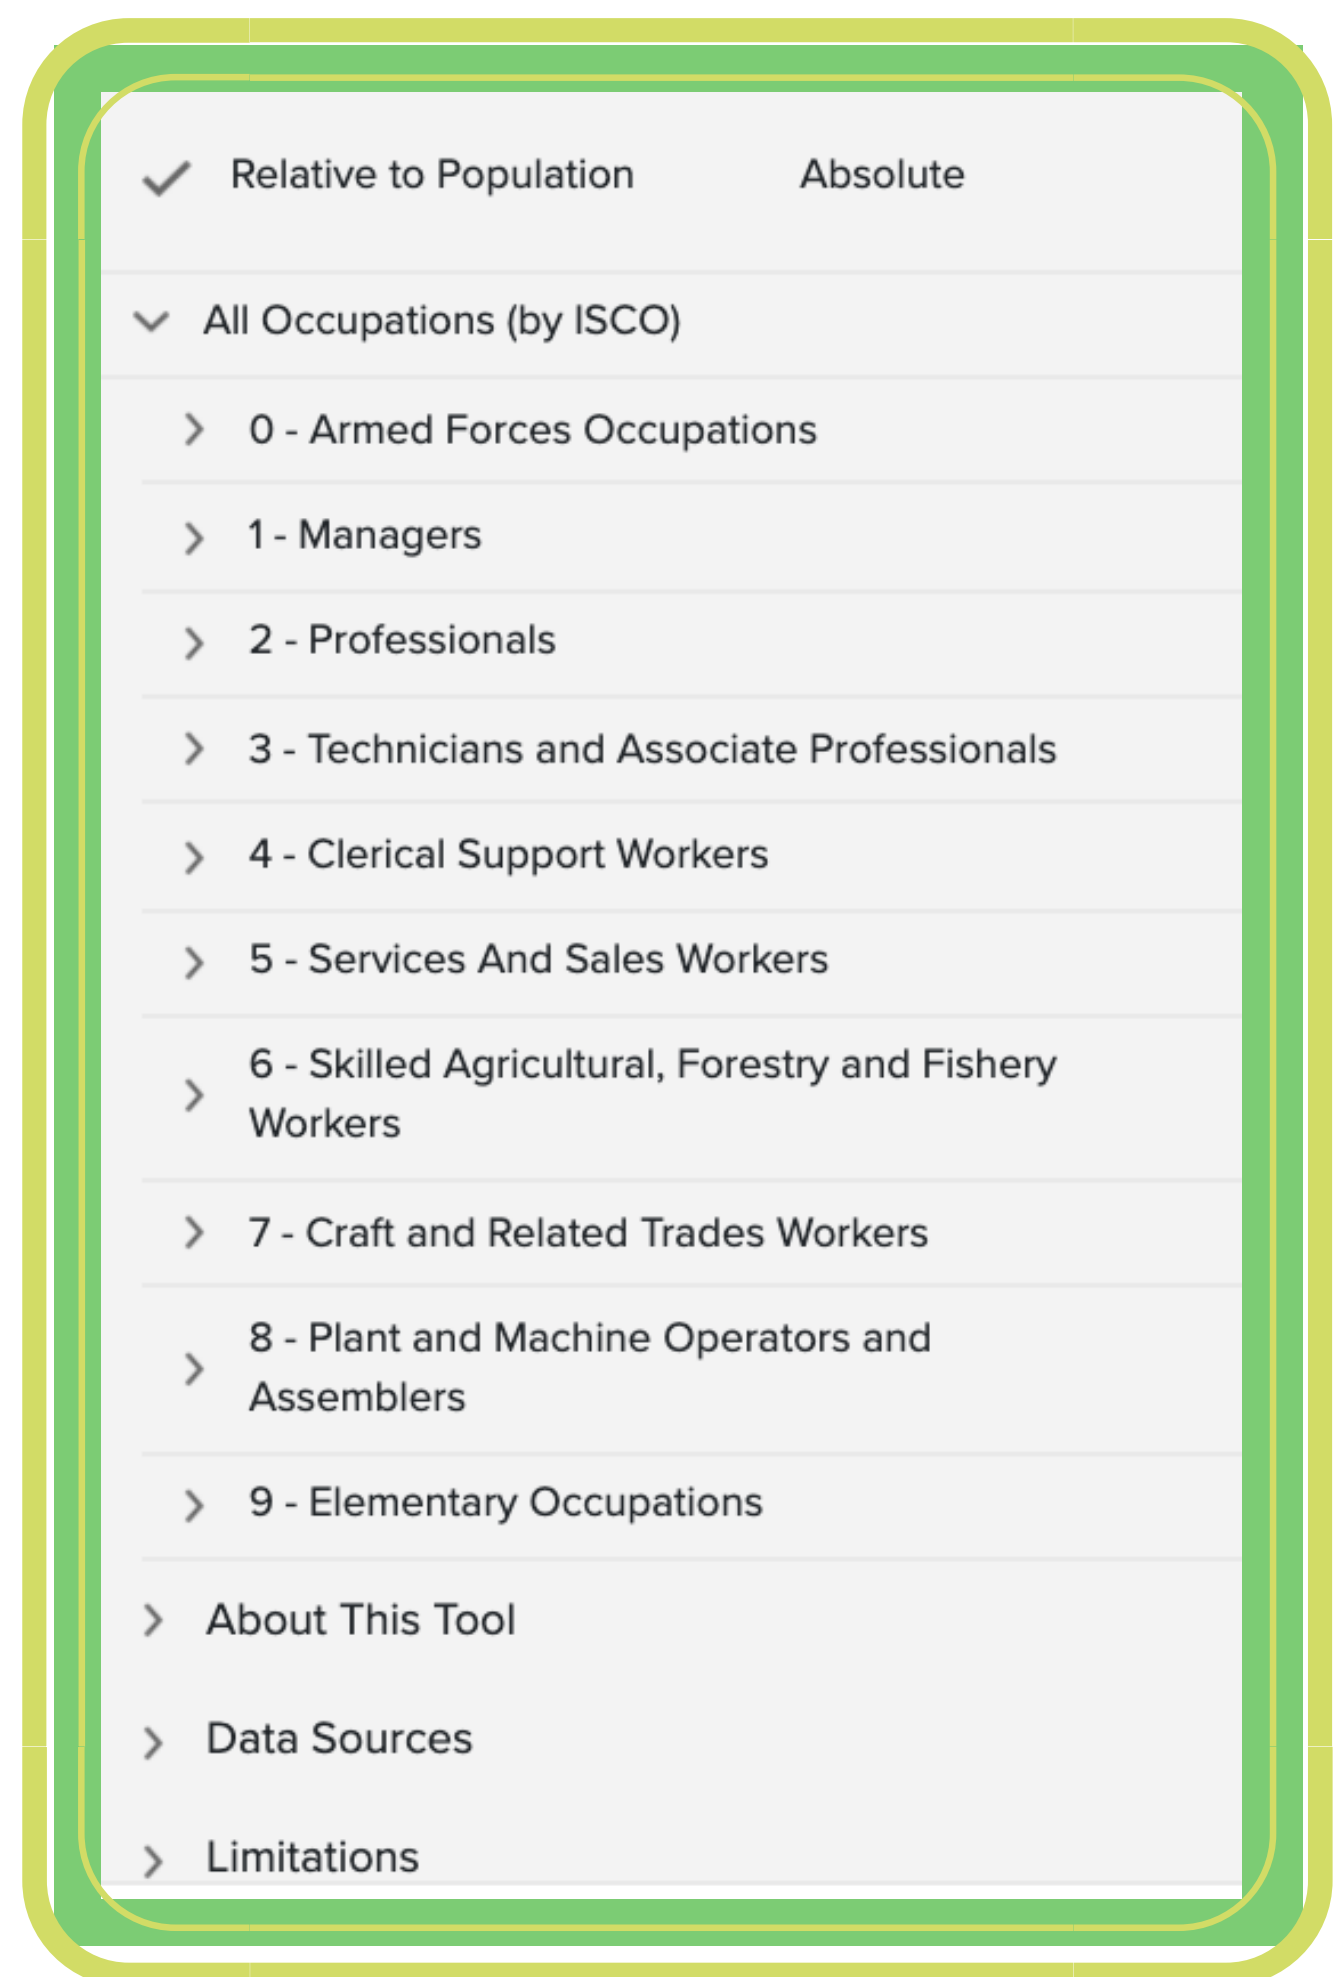 Relative to Population Absolute
All Occupations (by ISCO)
0 - Armed Forces Occupations
1 - Managers
2 - Professionals
3 - Technicians and Associate Professionals
4 - Clerical Support Workers
5 - Services And Sales Workers
6 - Skilled Agricultural, Forestry and Fishery
Workers
7 - Craft and Related Trades Workers
8 - Plant and Machine Operators and
Assemblers
9 - Elementary Occupations
About This Tool
Data Sources
Limitations